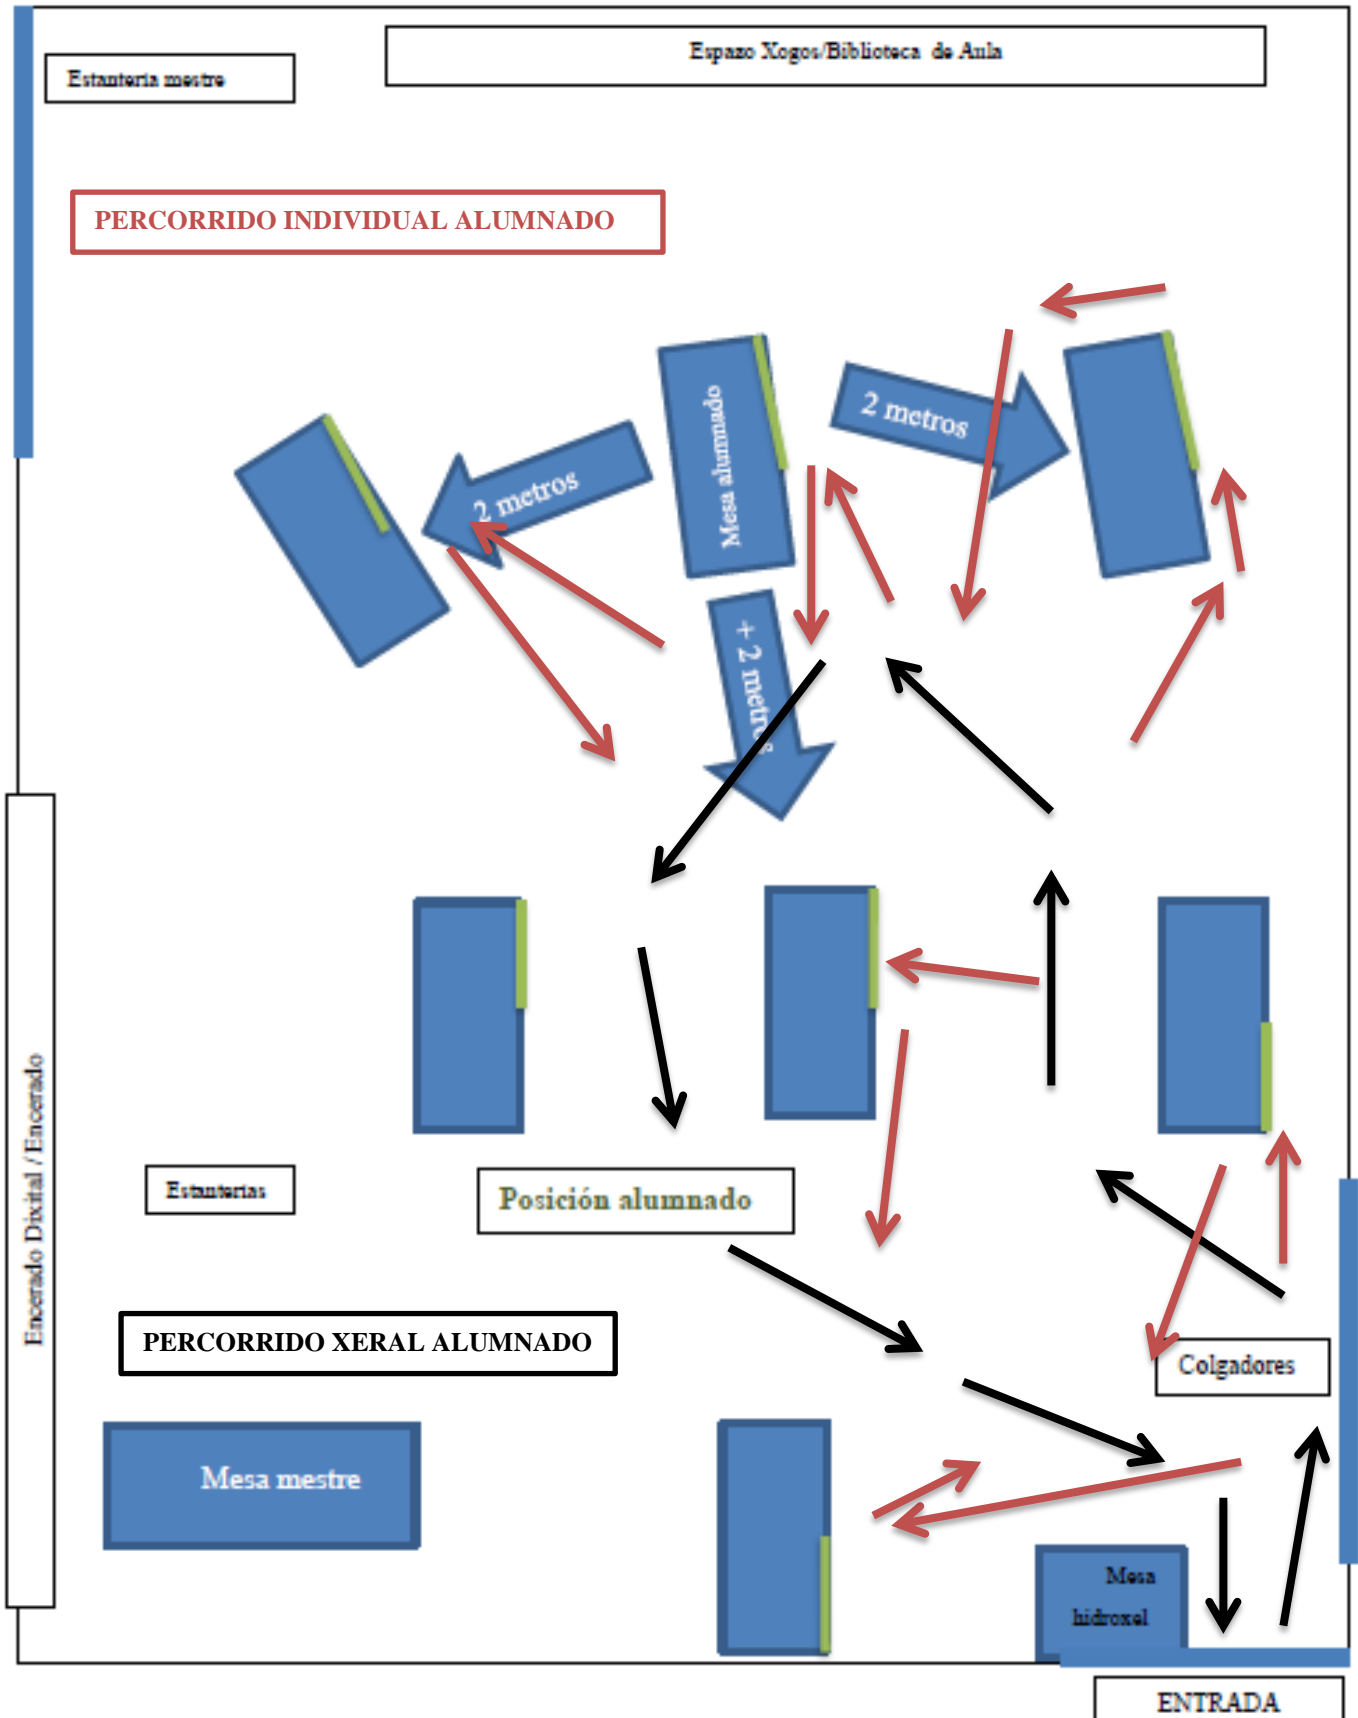 Espazo Xogos/Biblioteca de Aula
Estantería mestre
PERCORRIDO INDIVIDUAL ALUMNADO
Mesa alumnado
2 metros
2 metros
+ 2 metros
Encerado Dixital / Encerado
Estanterías
Posición alumnado
PERCORRIDO XERAL ALUMNADO
Colgadores
Mesa mestre
Mesa
hidroxel
ENTRADA